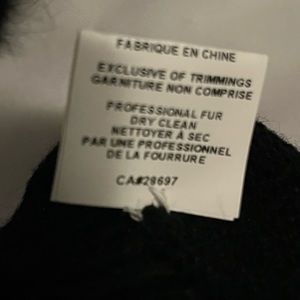 FABRIQUE EN CHINE
EXCLUSIVE OF TRIMMINGS
GARNITURE NON COMPRISE
PROFESSIONAL FUR
DRY CLEAN
NETTOYER À SEC
PAR UNE PROFESSIONNEL
DE LA FOURRURE
CA#28697